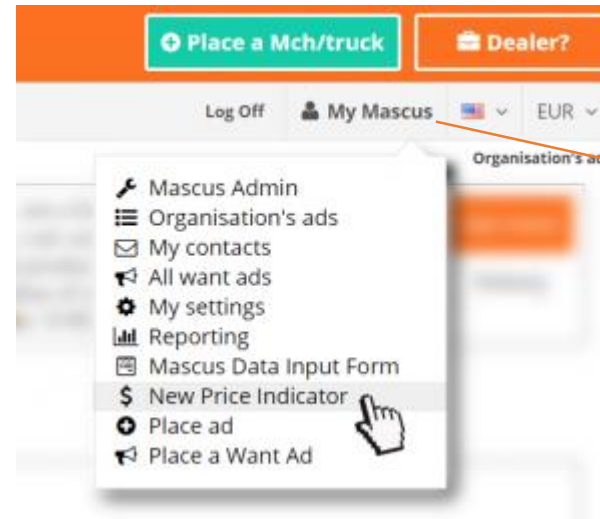 Place a Mch/truck
Dealer?
Log Off My Mascus EUR
Organisation's a
Mascus Admin
Organisation's ads
My contacts
All want ads
My settings
Reporting
Mascus Data Input Form
$ New Price Indicator
Place ad
Place a Want Ad